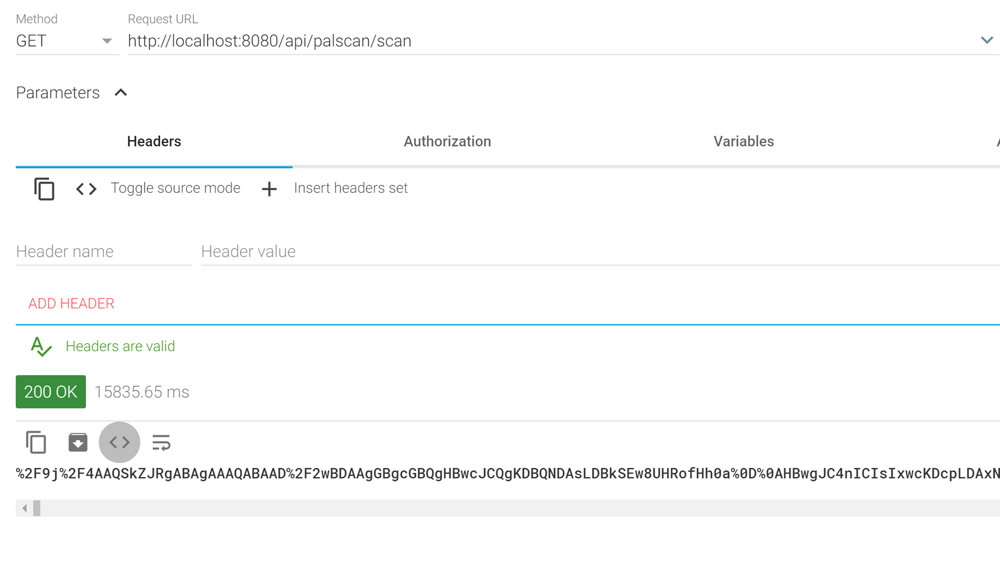 Method
Request URL
GET
http://localhost:8080/api/palscan/scan
Parameters
Headers
Authorization
Variables
Toggle source mode
Insert headers set
Header name
Header value
ADD HEADER
Headers are valid
200 OK
15835.65 ms
%2F9j%2F4AAQSkZJRgABAgAAAQABAAD%2F2wBDAAgGBgcGBQgHBwcJCQgKDBQNDAsLDBkSEw8UHRofHh0a%0D%0AHBwgJC4nICIsIxwcKDcpLDAxN